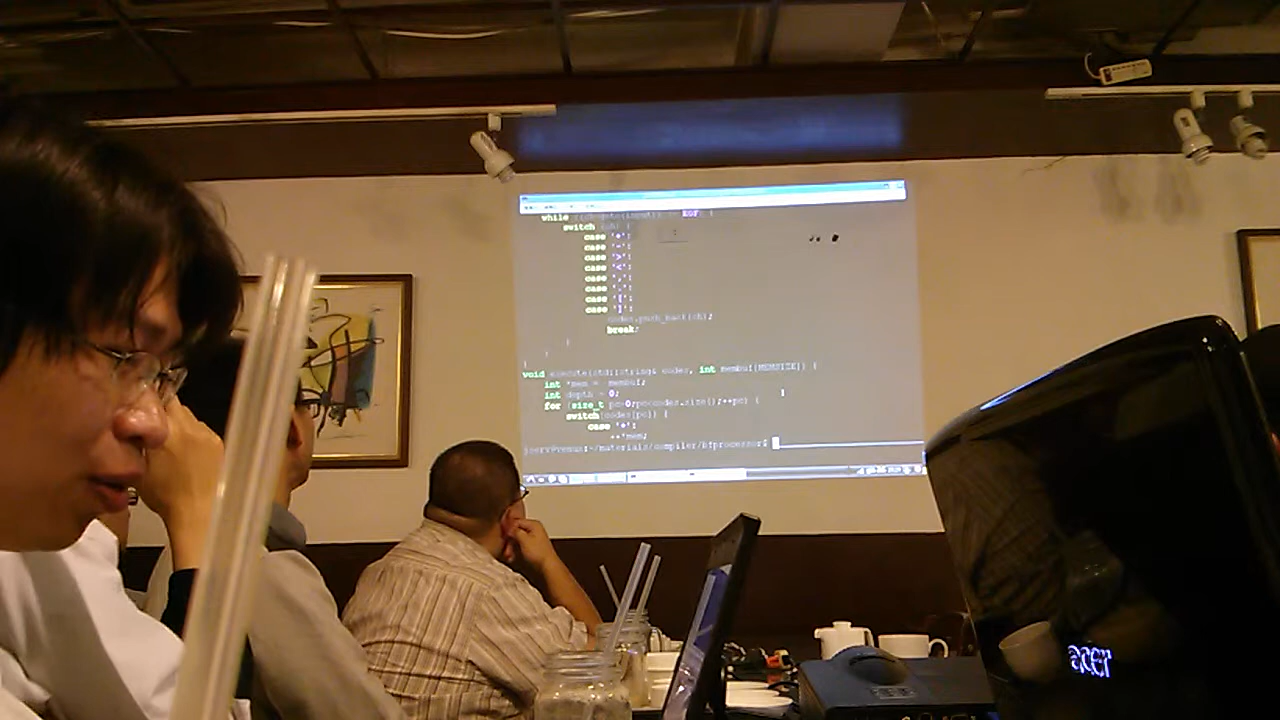 while
switch
case '+':
case '-':
case '>':
case '<':
case ',':
case '.':
case '[':
case ']':
codes.push_back(ch);
break;
}
}
}
void execute(std::string& codes, int membuf[MEMSIZE]) {
int *mem = membuf;
int depth = 0;
for (size_t pc=0;pc<codes.size();++pc) {
switch(codes[pc]) {
case '+':
++*mem;
~/materials/compiler/bfprocessor$
acer